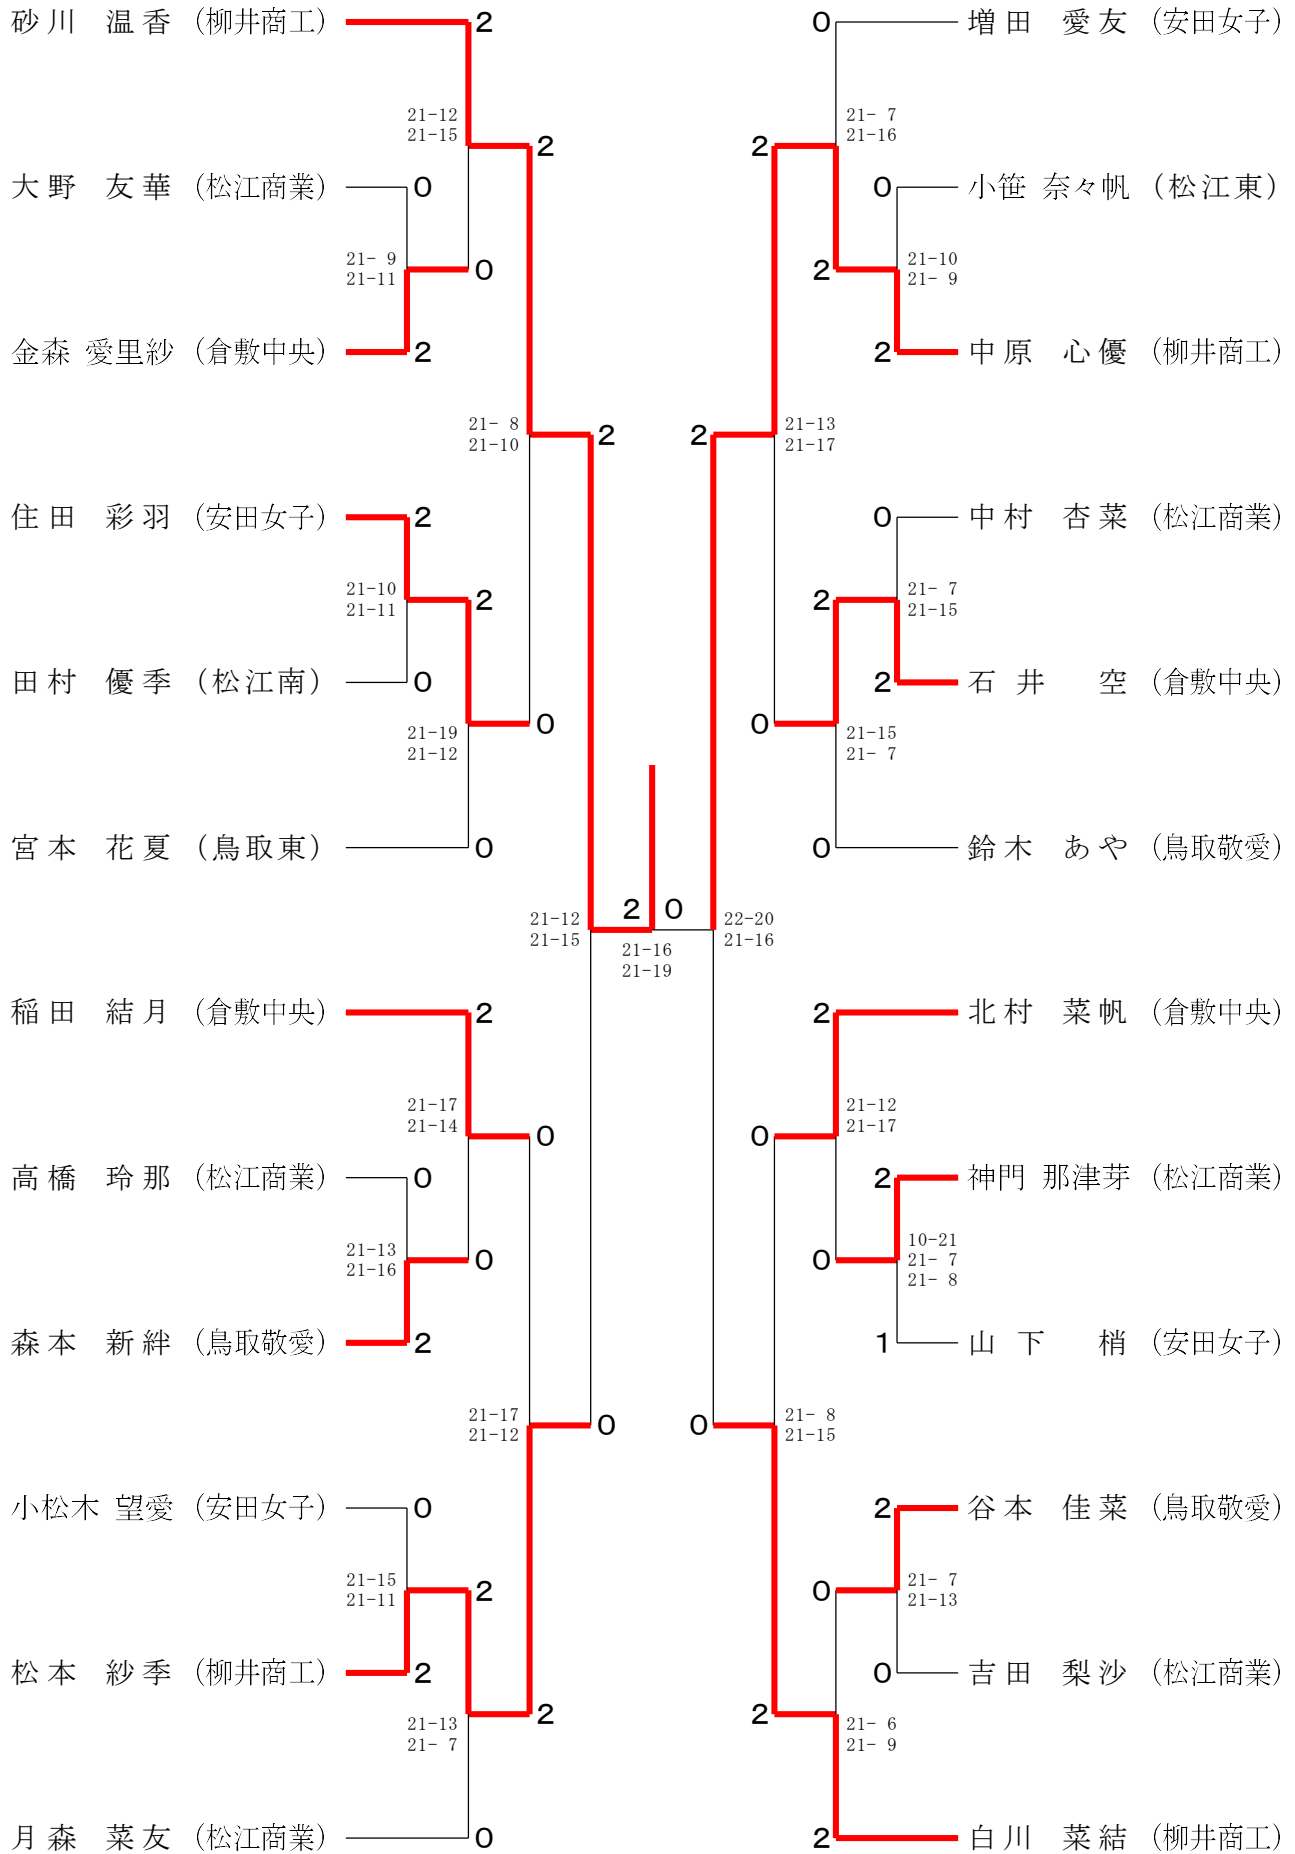 砂川 温香 (柳井商工) 2
0 増田 愛友 (安田女子)
21-12
21-15
21- 7
21-16
2
2
大野 友華 (松江商業) 0
0 小笹 奈々帆 (松江東)
21- 9
21-11
0
2
21-10
21- 9
金森 愛里紗 (倉敷中央) 2
2 中原 心優 (柳井商工)
21- 8
21-10
2
2
21-13
21-17
住田 彩羽 (安田女子) 2
0 中村 杏菜 (松江商業)
21-10
21-11
2
2
21- 7
21-15
田村 優季 (松江南) 0
2 石井 空 (倉敷中央)
21-19
21-12
0
0
21-15
21- 7
宮本 花夏 (鳥取東) 0
0 鈴木 あや (鳥取敬愛)
21-12
21-15
2 0
21-16
21-19
22-20
21-16
稲田 結月 (倉敷中央) 2
2 北村 菜帆 (倉敷中央)
21-17
21-14
0
0
21-12
21-17
高橋 玲那 (松江商業) 0
2 神門 那津芽 (松江商業)
21-13
21-16
0
0
10-21
21- 7
21- 8
森本 新絆 (鳥取敬愛) 2
1 山下 梢 (安田女子)
21-17
21-12
0
0
21- 8
21-15
小松木 望愛 (安田女子) 0
2 谷本 佳菜 (鳥取敬愛)
21-15
21-11
2
0
21- 7
21-13
松本 紗季 (柳井商工) 2
0 吉田 梨沙 (松江商業)
21-13
21- 7
2
2
21- 6
21- 9
月森 菜友 (松江商業) 0
2 白川 菜結 (柳井商工)